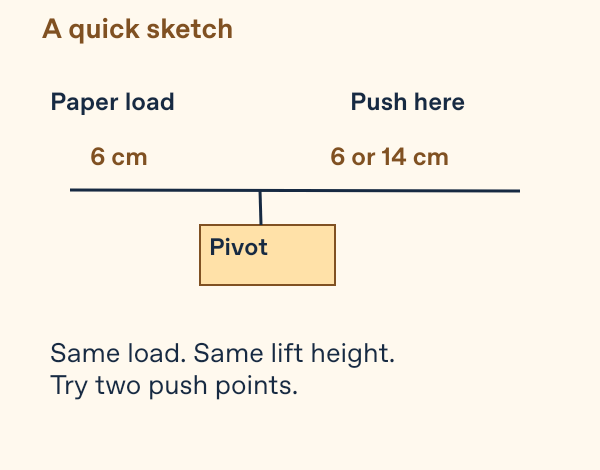 A quick sketch
Paper load
Push here
6 cm
6 or 14 cm
Pivot
Same load. Same lift height.
Try two push points.